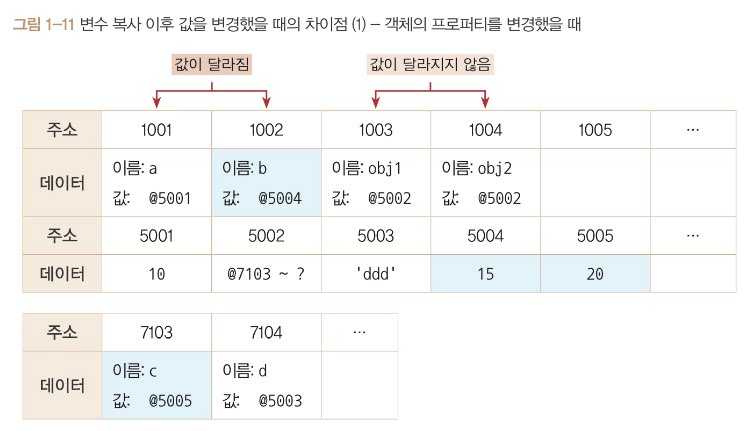 그림 1-11 변수 복사 이후 값을 변경했을 때의 차이점 (1) - 객체의 프로퍼티를 변경했을 때
값이 달라짐 값이 달라지지 않음
주소 1001 1002 1003 1004 1005 ...
데이터 이름: a 이름: b 이름: obj1 이름: obj2
값: @5001 값: @5004 값: @5002 값: @5002
주소 5001 5002 5003 5004 5005 ...
데이터 10 @7103 ~ ? 'ddd' 15 20
주소 7103 7104 ...
데이터 이름: c 이름: d
값: @5005 값: @5003